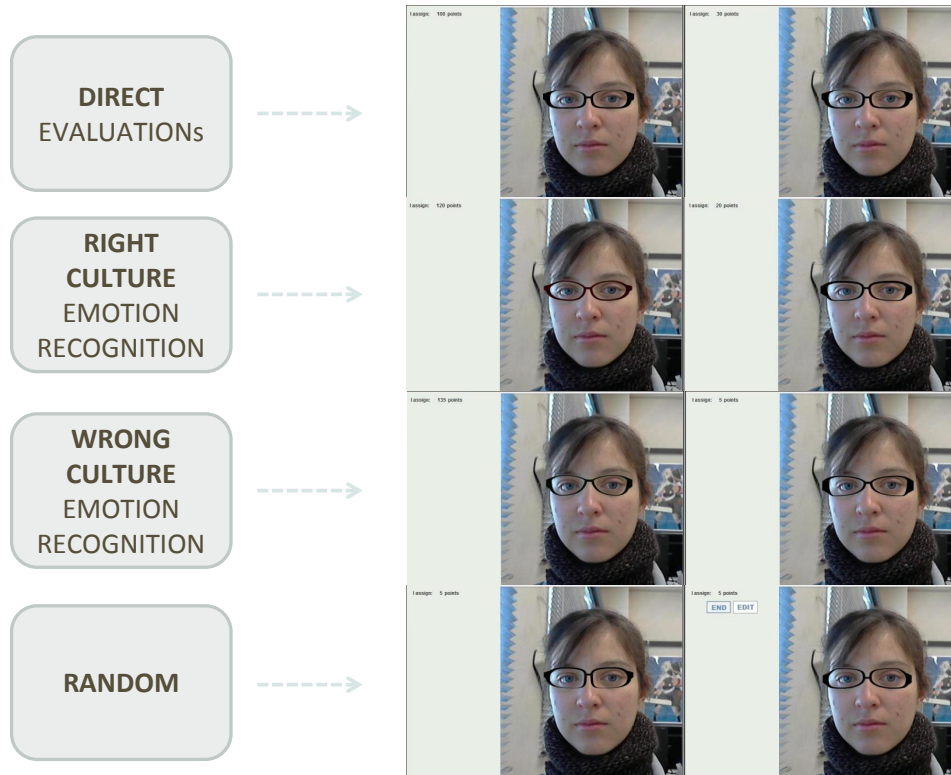 DIRECT
EVALUATIONs
I assign: 100 points
I assign: 30 points
RIGHT
CULTURE
EMOTION
RECOGNITION
I assign: 120 points
I assign: 20 points
WRONG
CULTURE
EMOTION
RECOGNITION
I assign: 135 points
I assign: 5 points
RANDOM
I assign: 5 points
I assign: 5 points
END EDIT